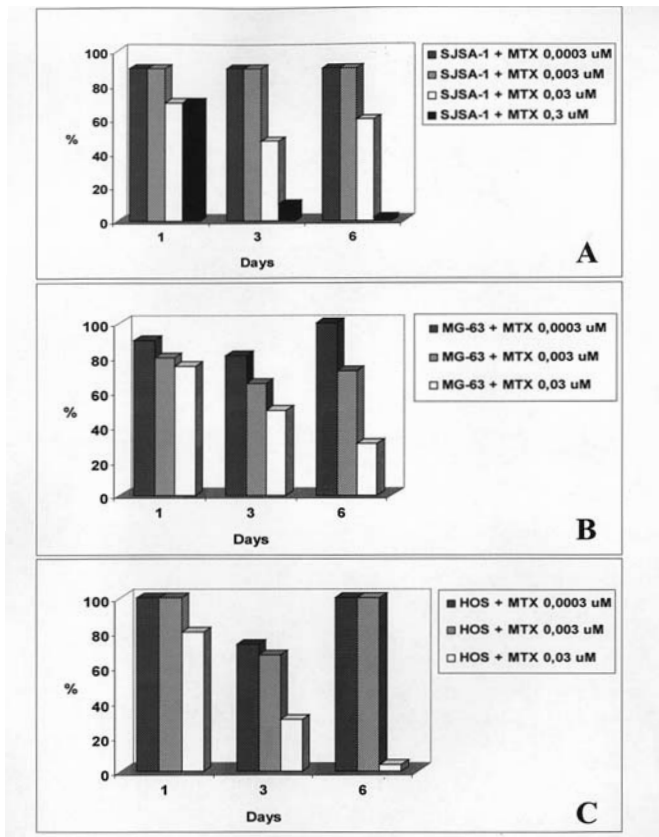 100
80
60
40
20
0
%
1 3 6
Days
SJSA-1 + MTX 0,0003 uM
SJSA-1 + MTX 0,003 uM
SJSA-1 + MTX 0,03 uM
SJSA-1 + MTX 0,3 uM
A
100
80
60
40
20
0
%
1 3 6
Days
MG-63 + MTX 0,0003 uM
MG-63 + MTX 0,003 uM
MG-63 + MTX 0,03 uM
B
100
80
60
40
20
0
%
1 3 6
Days
HOS + MTX 0,0003 uM
HOS + MTX 0,003 uM
HOS + MTX 0,03 uM
C